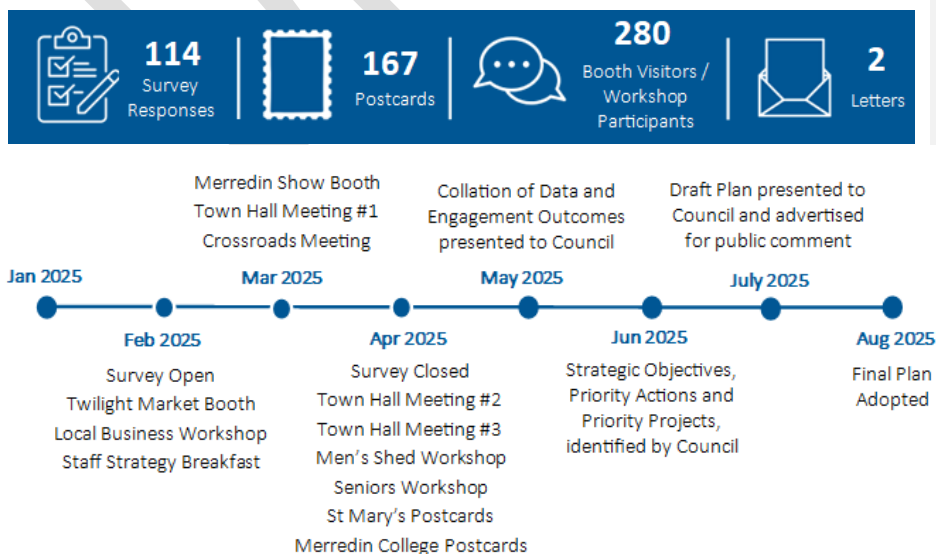 114
Survey
Responses
167
Postcards
280
Booth Visitors /
Workshop
Participants
2
Letters
Merredin Show Booth
Town Hall Meeting #1
Crossroads Meeting
Collation of Data and
Engagement Outcomes
presented to Council
Draft Plan presented to
Council and advertised
for public comment
Jan 2025
Mar 2025
May 2025
July 2025
Feb 2025
Survey Open
Twilight Market Booth
Local Business Workshop
Staff Strategy Breakfast
Apr 2025
Survey Closed
Town Hall Meeting #2
Town Hall Meeting #3
Men's Shed Workshop
Seniors Workshop
St Mary's Postcards
Merredin College Postcards
Jun 2025
Strategic Objectives,
Priority Actions and
Priority Projects,
identified by Council
Aug 2025
Final Plan
Adopted